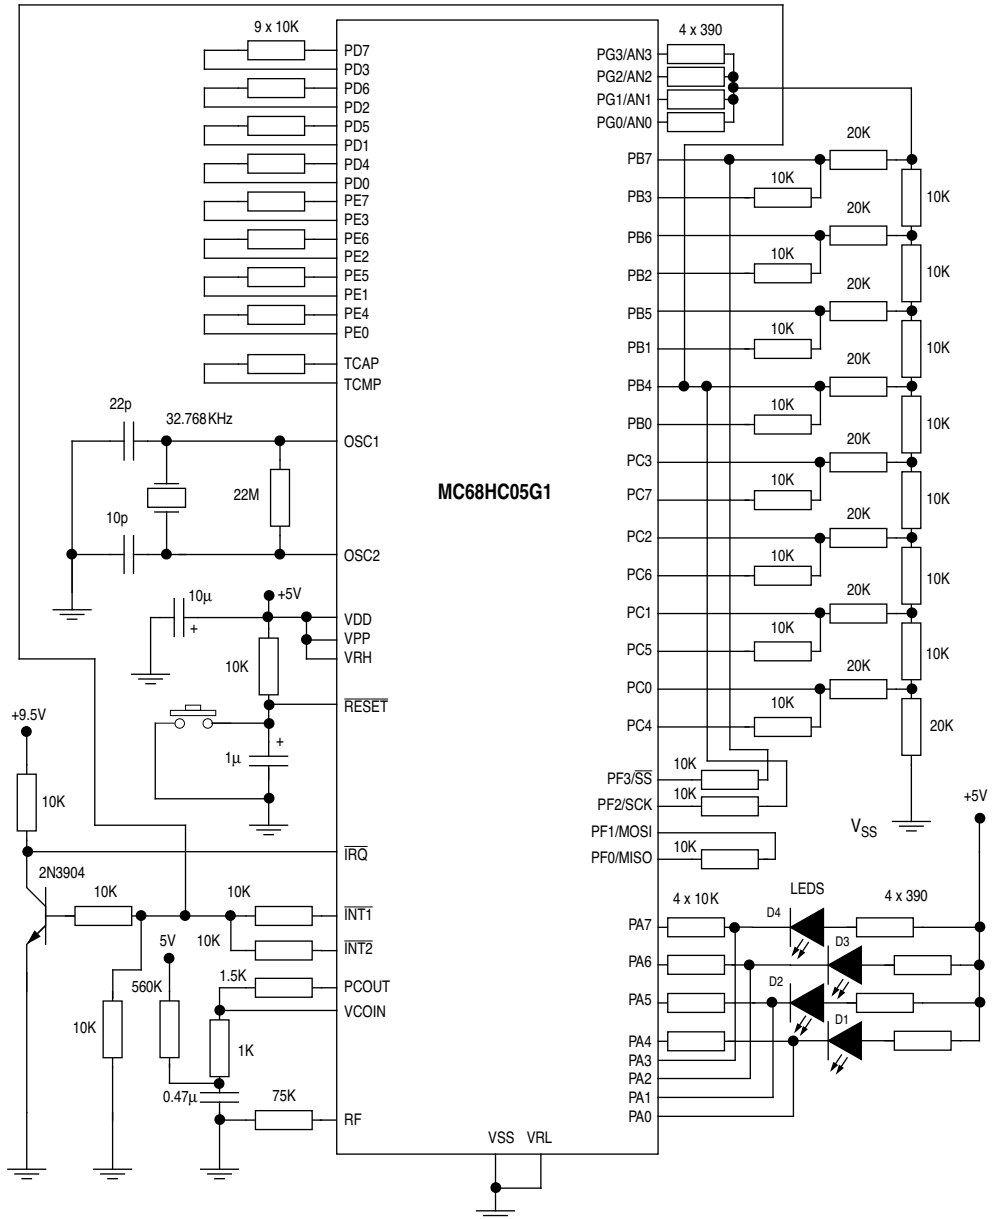 9 x 10K
PD7
PD3
PD6
PD2
PD5
PD1
PD4
PD0
PE7
PE3
PE6
PE2
PE5
PE1
PE4
PE0
TCAP
TCMP
22p
32.768KHz
OSC1
22M
10p
OSC2
10µ
+
+5V
VDD
VPP
VRH
10K
RESET
+
1µ
+9.5V
10K
IRQ
2N3904
10K
10K
INT1
10K
INT2
5V
560K
1.5K
PCOUT
VCOIN
10K
1K
0.47µ
75K
RF
MC68HC05G1
VSS
VRL
4 x 390
PG3/AN3
PG2/AN2
PG1/AN1
PG0/AN0
20K
PB7
10K
PB3
10K
20K
PB6
10K
PB2
10K
20K
PB5
10K
PB1
10K
20K
PB4
10K
PB0
10K
20K
PC3
10K
PC7
10K
20K
PC2
10K
PC6
10K
20K
PC1
10K
PC5
10K
20K
PC0
10K
PC4
20K
10K
PF3/SS
10K
PF2/SCK
PF1/MOSI
10K
PF0/MISO
VSS
+5V
4 x 10K
LEDS
4 x 390
PA7
D4
PA6
D3
PA5
D2
PA4
D1
PA3
PA2
PA1
PA0